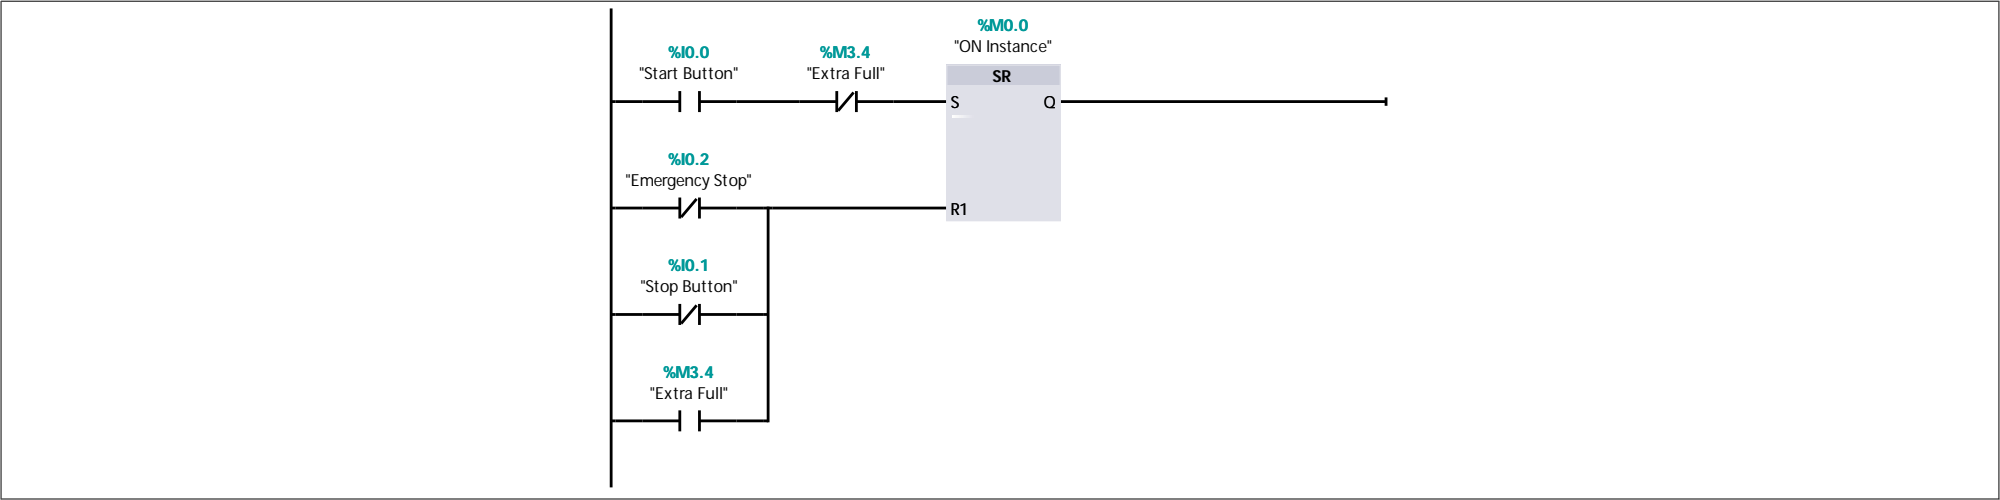 %M0.0
"ON Instance"
%I0.0
"Start Button"
%M3.4
"Extra Full"
SR
S
Q
%I0.2
"Emergency Stop"
R1
%I0.1
"Stop Button"
%M3.4
"Extra Full"